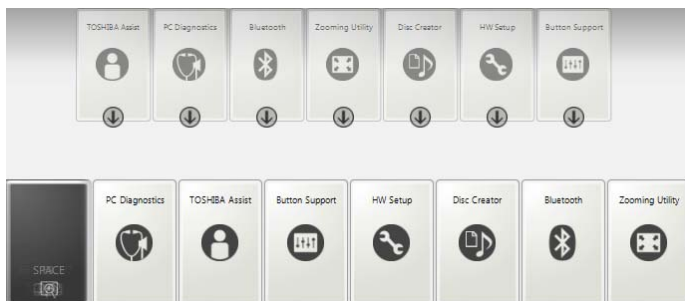 TOSHIBA Assist PC Diagnostics Bluetooth Zooming Utility Disc Creator HW Setup Button Support
PC Diagnostics TOSHIBA Assist Button Support HW Setup Disc Creator Bluetooth Zooming Utility
SPACE